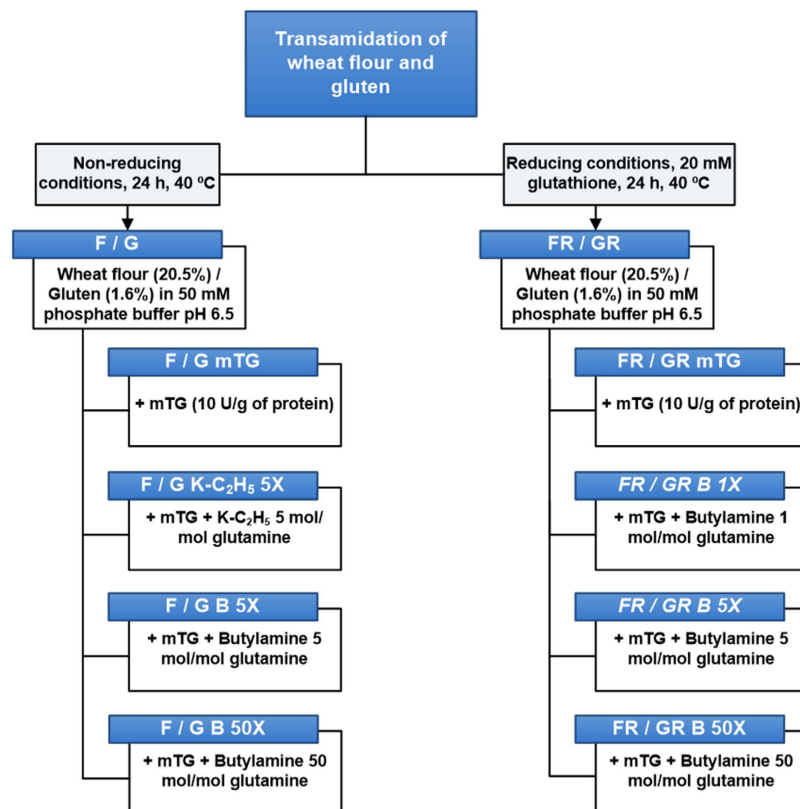 Transamidation of
wheat flour and
gluten
Non-reducing
conditions, 24 h, 40 ºC
Reducing conditions, 20 mM
glutathione, 24 h, 40 ºC
F / G
Wheat flour (20.5%) /
Gluten (1.6%) in 50 mM
phosphate buffer pH 6.5
F / G mTG
+ mTG (10 U/g of protein)
F / G K-C₂H₅ 5X
+ mTG + K-C₂H₅ 5 mol/
mol glutamine
F / G B 5X
+ mTG + Butylamine 5
mol/mol glutamine
F / G B 50X
+ mTG + Butylamine 50
mol/mol glutamine
FR / GR
Wheat flour (20.5%) /
Gluten (1.6%) in 50 mM
phosphate buffer pH 6.5
FR / GR mTG
+ mTG (10 U/g of protein)
FR / GR B 1X
+ mTG + Butylamine 1
mol/mol glutamine
FR / GR B 5X
+ mTG + Butylamine 5
mol/mol glutamine
FR / GR B 50X
+ mTG + Butylamine 50
mol/mol glutamine